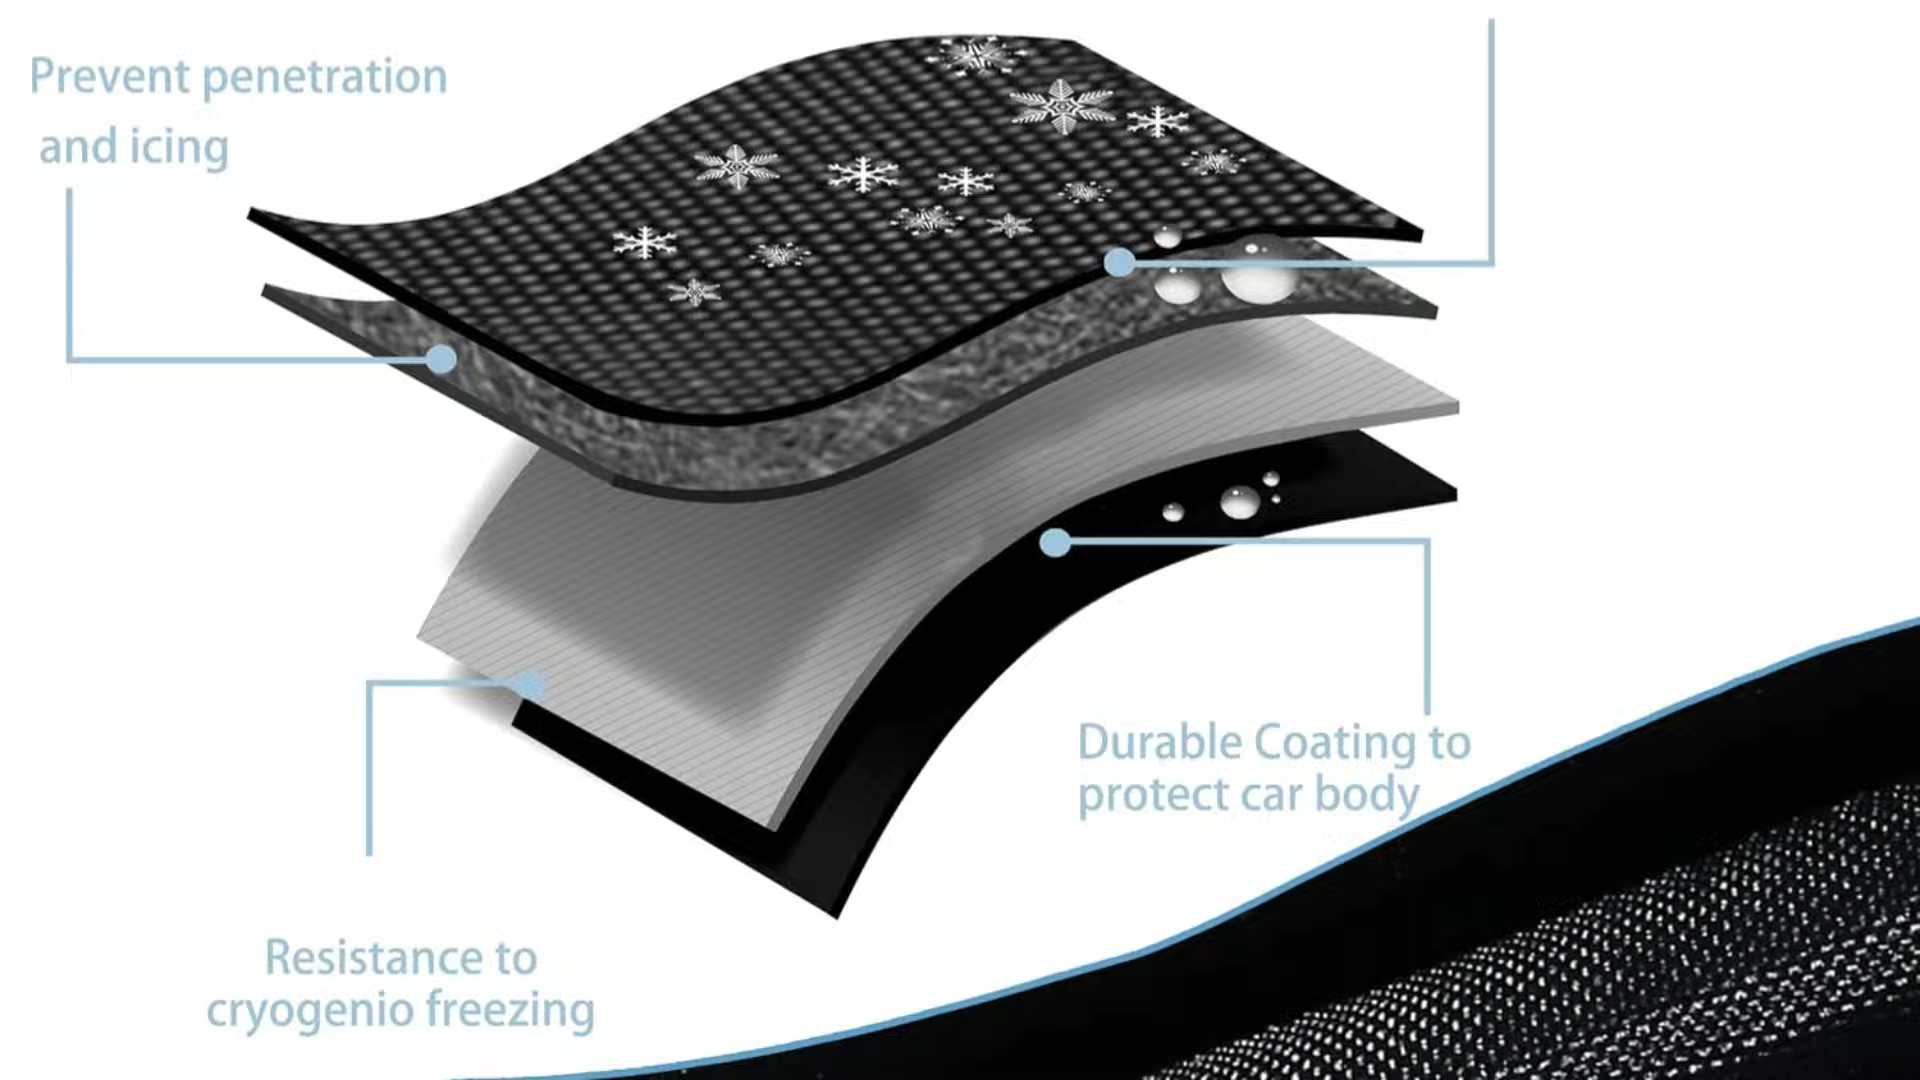 Prevent penetration
and icing
Durable Coating to
protect car body
Resistance to
cryogenio freezing